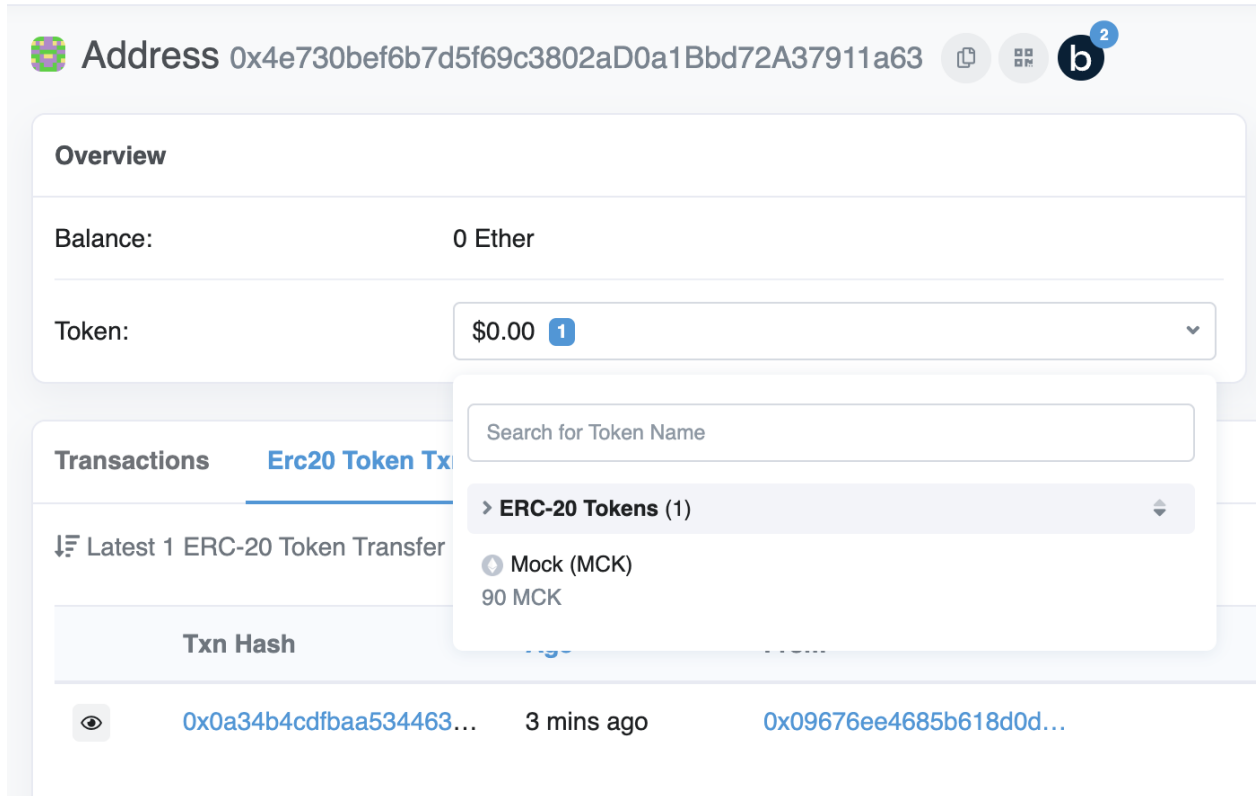 Address 0x4e730bef6b7d5f69c3802aD0a1Bbd72A37911a63 b 2
Overview
Balance: 0 Ether
Token: $0.00 1
Search for Token Name
Transactions Erc20 Token
ERC-20 Tokens (1)
Latest 1 ERC-20 Token Transfer
Mock (MCK)
90 MCK
Txn Hash
0x0a34b4cdfbaa534463... 3 mins ago 0x09676ee4685b618d0d...